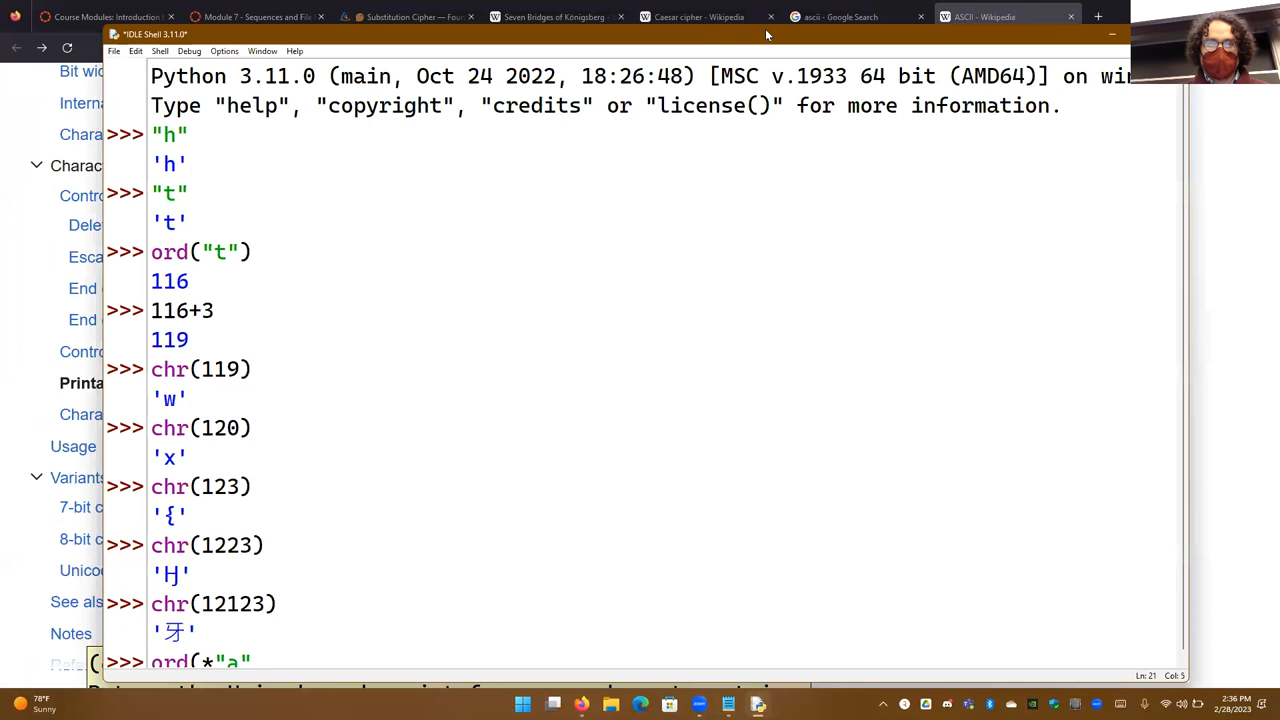 Course Modules: Introduction
Module 7 - Sequences and File
Substitution Cipher — Foun
Seven Bridges of Königsberg -
Caesar cipher - Wikipedia
ascii - Google Search
ASCII - Wikipedia
*IDLE Shell 3.11.0*
File Edit Shell Debug Options Window Help
Python 3.11.0 (main, Oct 24 2022, 18:26:48) [MSC v.1933 64 bit (AMD64)] on win
Type "help", "copyright", "credits" or "license()" for more information.
>>> "h"
'h'
>>> "t"
't'
>>> ord("t")
116
>>> 116+3
119
>>> chr(119)
'w'
>>> chr(120)
'x'
>>> chr(123)
'{'
>>> chr(1223)
'Ӈ'
>>> chr(12123)
'⽛'
>>> ord(*"a"
Bit wi
Interna
Chara
Charac
Contro
Dele
Esca
End
End
Contro
Printa
Chara
Usage
Variants
7-bit c
8-bit c
Unico
See als
Notes
Refer
Ln: 21 Col: 5
78°F
Sunny
2:36 PM
2/28/2023